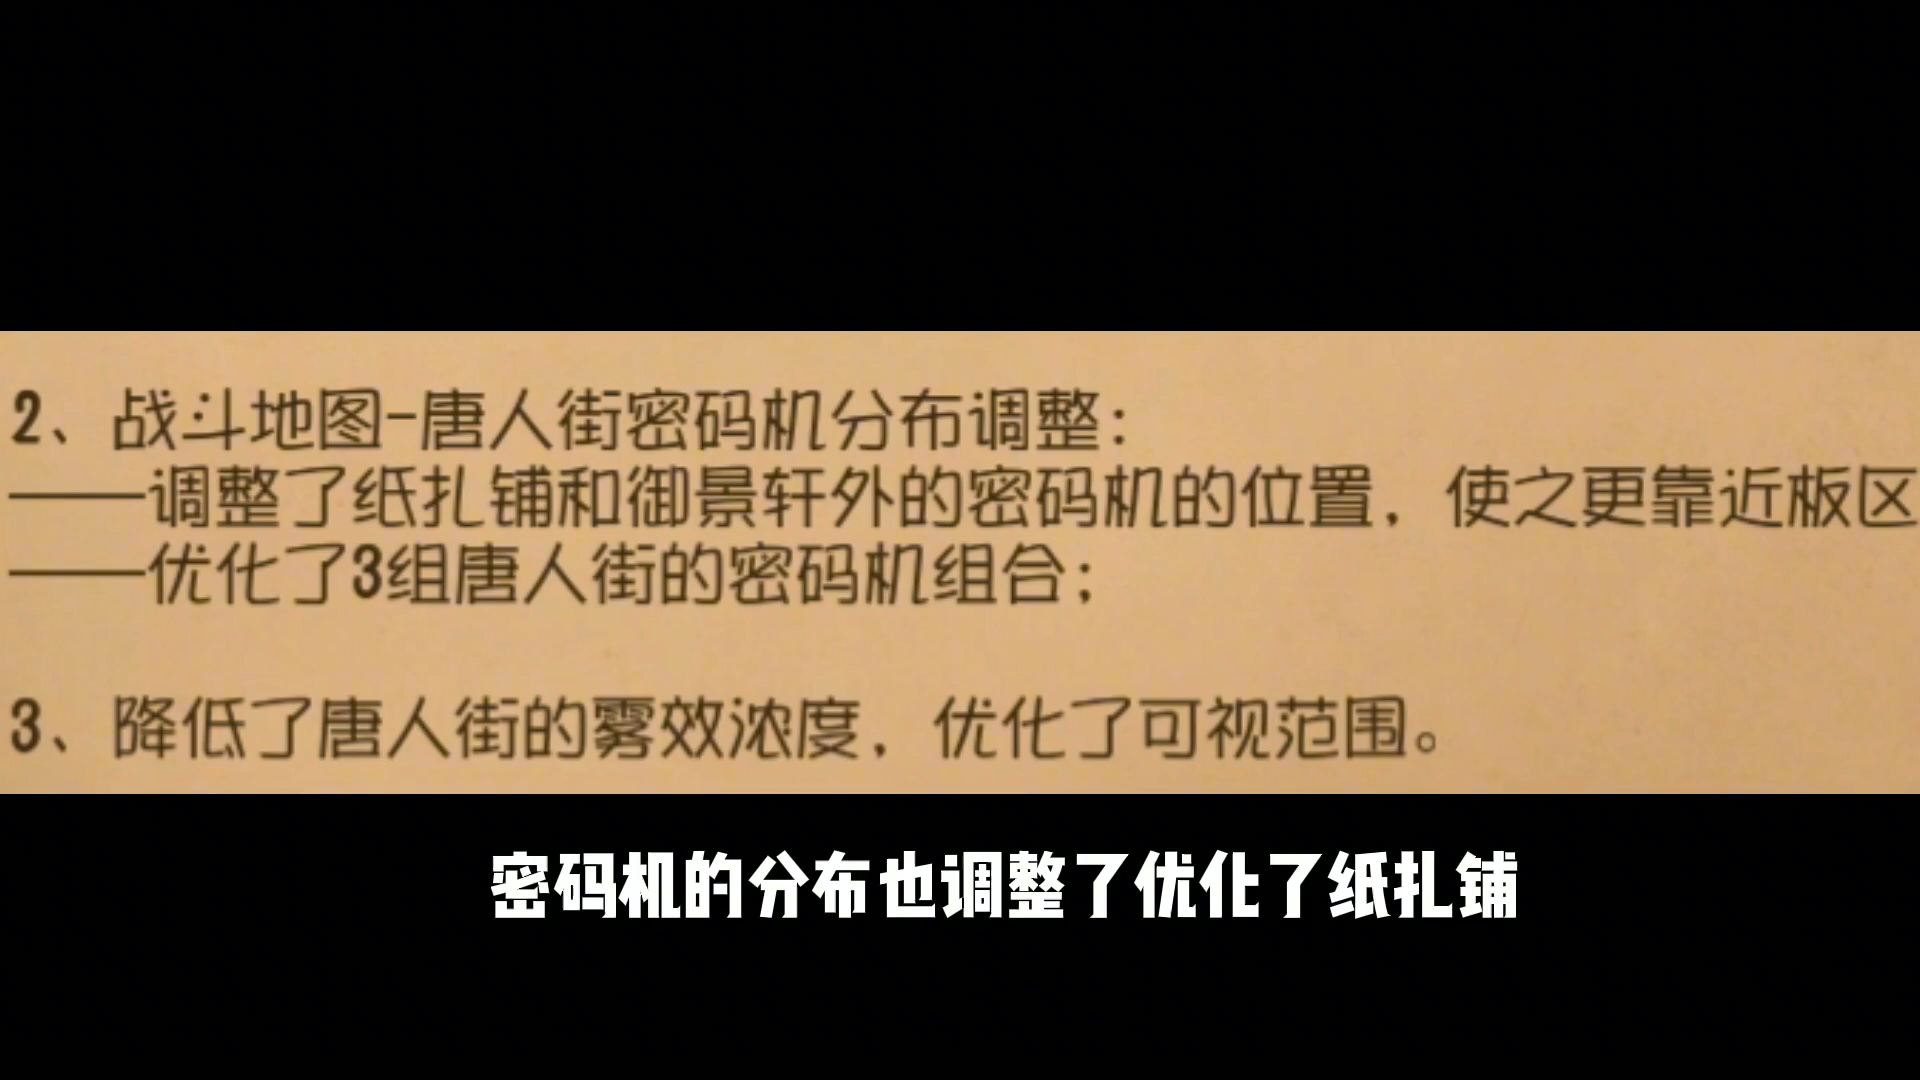 2、战斗地图-唐人街密码机分布调整:
——调整了纸扎铺和御景轩外的密码机的位置，使之更靠近板区
——优化了3组唐人街的密码机组合;
3、降低了唐人街的雾效浓度，优化了可视范围。
密码机的分布也调整了优化了纸扎铺